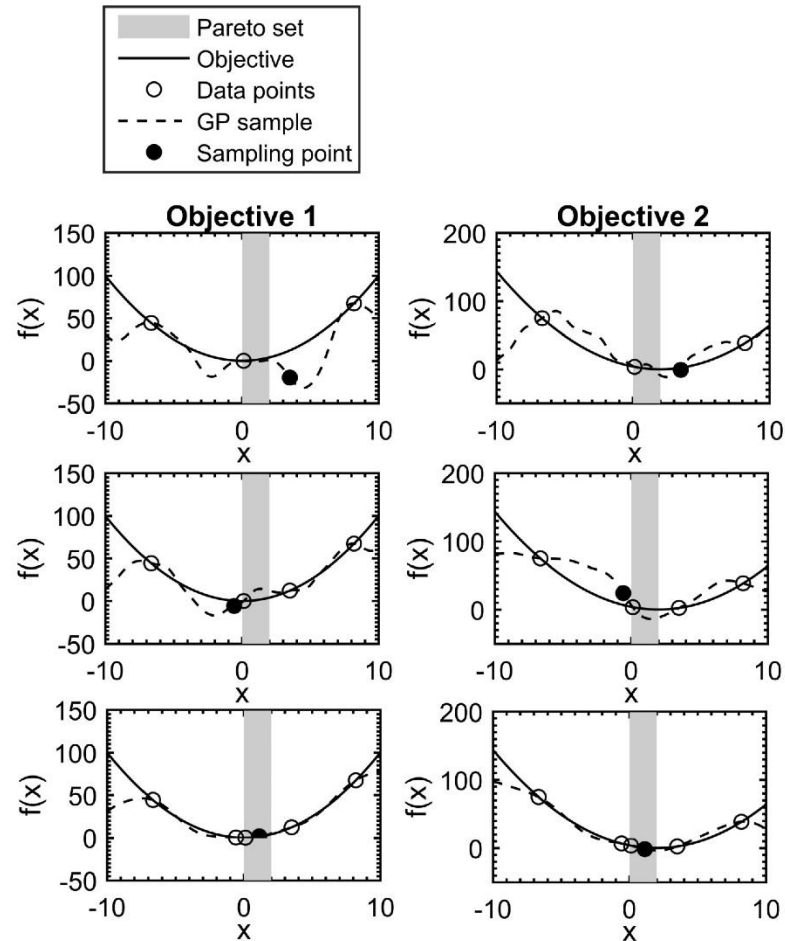 Pareto set
Objective
Data points
GP sample
Sampling point
Objective 1
150
100
50
0
-50
f(x)
-10 0 10
x
Objective 2
200
100
0
f(x)
-10 0 10
x
150
100
50
0
-50
f(x)
-10 0 10
x
200
100
0
f(x)
-10 0 10
x
150
100
50
0
-50
f(x)
-10 0 10
x
200
100
0
f(x)
-10 0 10
x